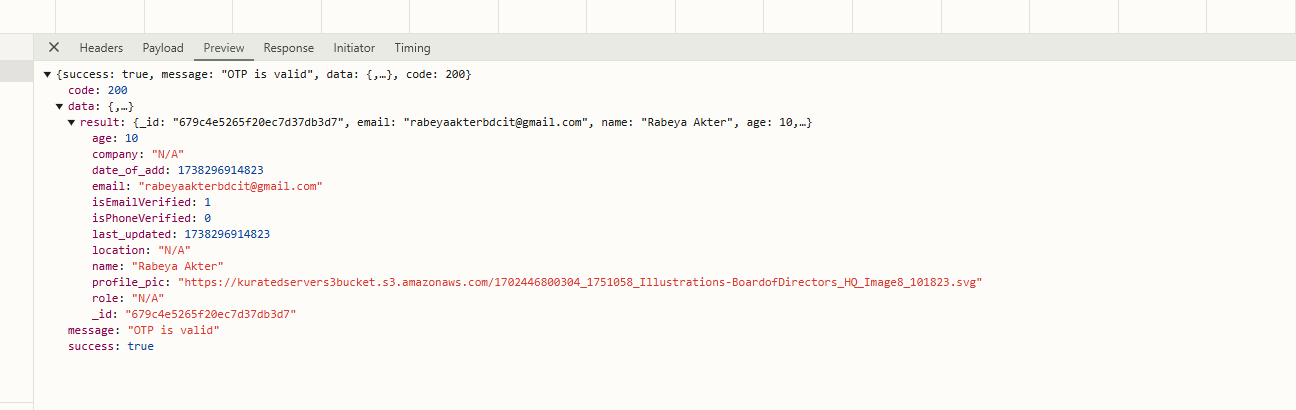 Headers Payload Preview Response Initiator Timing
{success: true, message: "OTP is valid", data: {,…}, code: 200}
code: 200
data: {,…}
result: {_id: "679c4e5265f20ec7d37db3d7", email: "rabeyaakterbdcit@gmail.com", name: "Rabeya Akter", age: 10,…}
age: 10
company: "N/A"
date_of_add: 1738296914823
email: "rabeyaakterbdcit@gmail.com"
isEmailVerified: 1
isPhoneVerified: 0
last_updated: 1738296914823
location: "N/A"
name: "Rabeya Akter"
profile_pic: "https://kuratedservers3bucket.s3.amazonaws.com/1702446800304_1751058_Illustrations-BoardofDirectors_HQ_Image8_101823.svg"
role: "N/A"
_id: "679c4e5265f20ec7d37db3d7"
message: "OTP is valid"
success: true